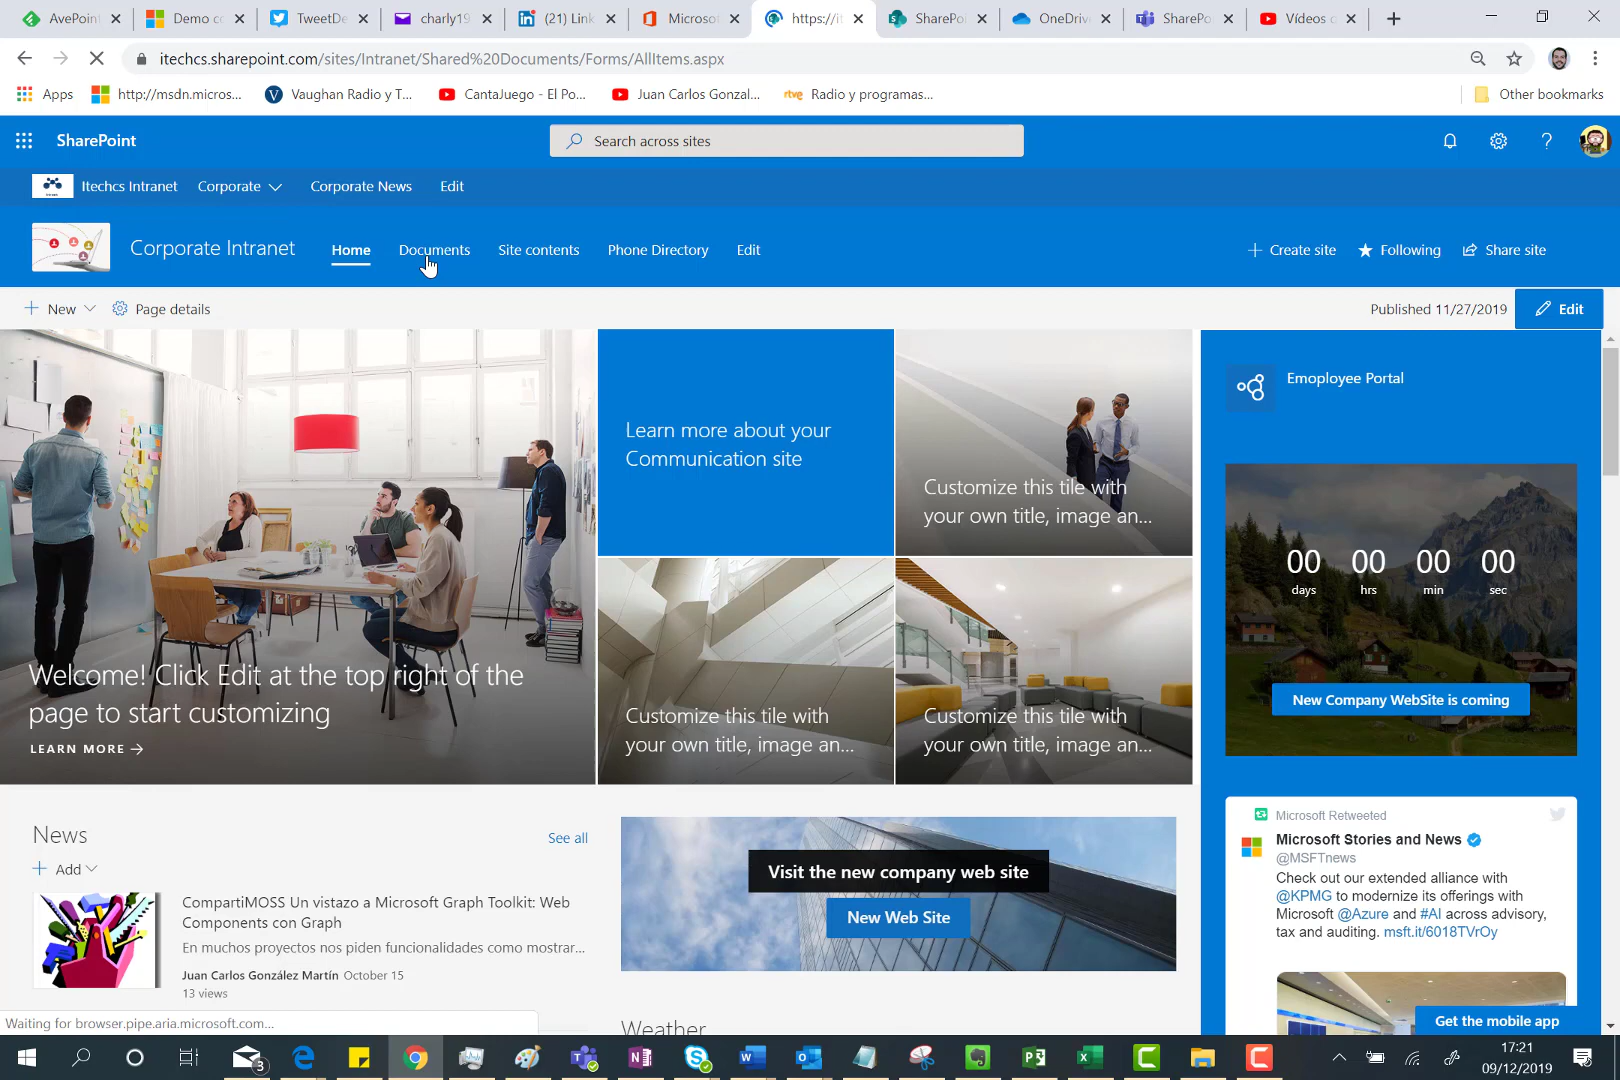 AvePoint
Demo co
TweetDe
charly19
(21) Link
Microsof
https://it
SharePoi
OneDriv
SharePo
Vídeos d
itechcs.sharepoint.com/sites/Intranet/Shared%20Documents/Forms/AllItems.aspx
Apps
http://msdn.micros...
Vaughan Radio y T...
CantaJuego - El Po...
Juan Carlos Gonzal...
rtve Radio y programas...
Other bookmarks
SharePoint
Search across sites
Itechcs Intranet
Corporate
Corporate News
Edit
Corporate Intranet
Home
Documents
Site contents
Phone Directory
Edit
Create site
Following
Share site
New
Page details
Published 11/27/2019
Edit
Welcome! Click Edit at the top right of the
page to start customizing
LEARN MORE →
Learn more about your
Communication site
Customize this tile with
your own title, image an...
Customize this tile with
your own title, image an...
Customize this tile with
your own title, image an...
Emoployee Portal
00 00 00 00
days hrs min sec
New Company WebSite is coming
News
See all
Add
CompartiMOSS Un vistazo a Microsoft Graph Toolkit: Web
Components con Graph
En muchos proyectos nos piden funcionalidades como mostrar...
Juan Carlos González Martín October 15
13 views
Visit the new company web site
New Web Site
Weather
Microsoft Retweeted
Microsoft Stories and News
@MSFTnews
Check out our extended alliance with
@KPMG to modernize its offerings with
Microsoft @Azure and #AI across advisory,
tax and auditing. msft.it/6018TVrOy
Get the mobile app
Waiting for browser.pipe.aria.microsoft.com...
3
17:21
09/12/2019